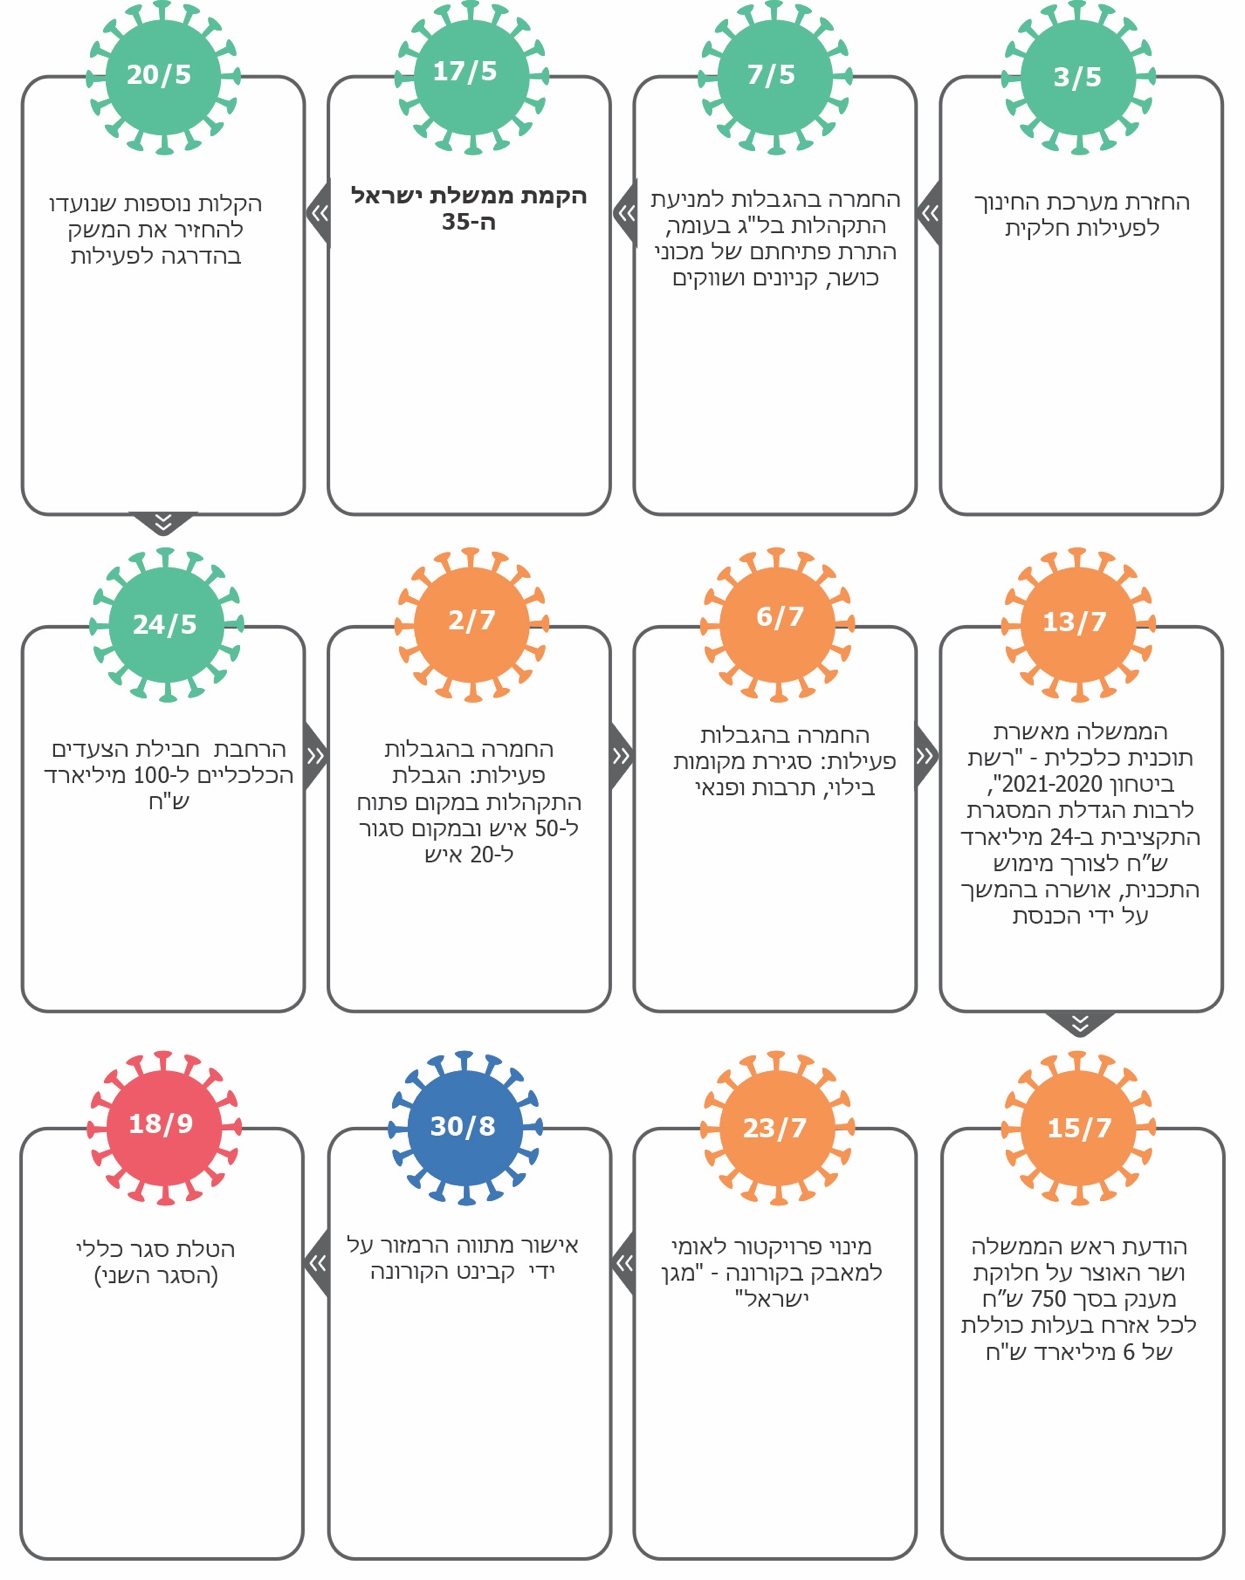 3/5
החזרת מערכת החינוך
לפעילות חלקית
7/5
החמרה בהגבלות למניעת
התקהלות בל"ג בעומר,
התרת פתיחתם של מכוני
כושר, קניונים ושווקים
17/5
הקמת ממשלת ישראל
ה-35
20/5
הקלות נוספות שנועדו
להחזיר את המשק
בהדרגה לפעילות
24/5
הרחבת חבילת הצעדים
הכלכליים ל-100 מיליארד
ש"ח
2/7
החמרה בהגבלות
פעילות: הגבלת
התקהלות במקום פתוח
ל-50 איש ובמקום סגור
ל-20 איש
6/7
החמרה בהגבלות
פעילות: סגירת מקומות
בילוי, תרבות ופנאי
13/7
הממשלה מאשרת
תוכנית כלכלית - "רשת
ביטחון 2021-2020",
לרבות הגדלת המסגרת
התקציבית ב-24 מיליארד
ש״ח לצורך מימוש
התכנית, אושרה בהמשך
על ידי הכנסת
15/7
הודעת ראש הממשלה
ושר האוצר על חלוקת
מענק בסך 750 ש״ח
לכל אזרח בעלות כוללת
של 6 מיליארד ש"ח
23/7
מינוי פרויקטור לאומי
למאבק בקורונה - "מגן
ישראל"
30/8
אישור מתווה הרמזור על
ידי קבינט הקורונה
18/9
הטלת סגר כללי
(הסגר השני)